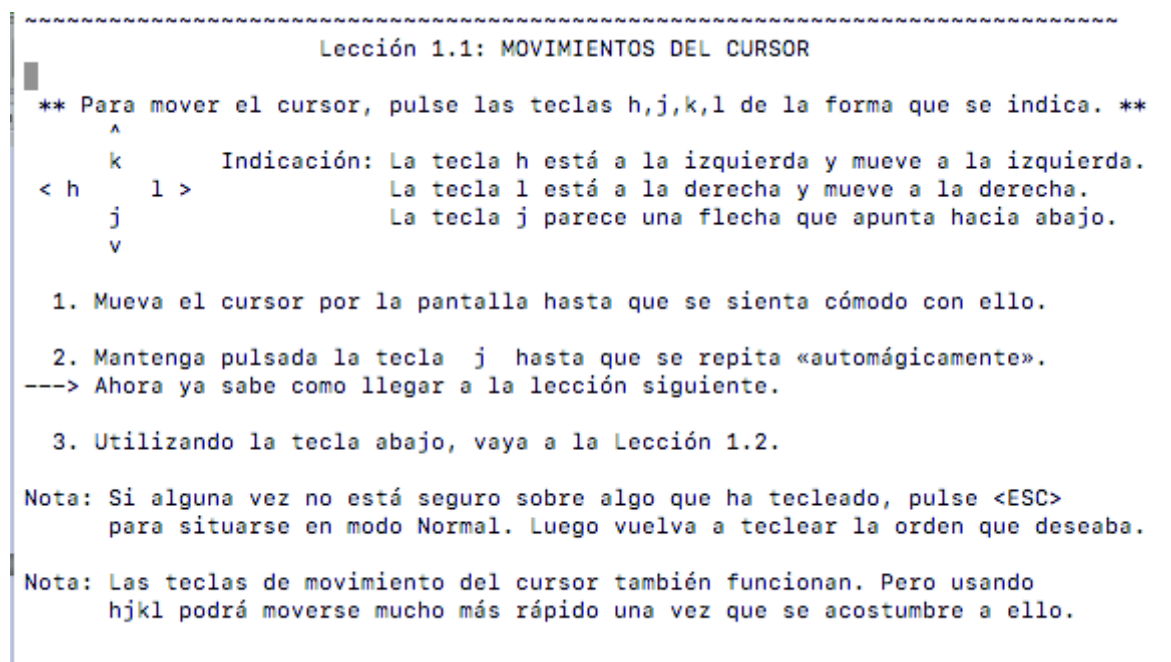 ~~~~~~~~~~~~~~~~~~~~~~~~~~~~~~~~~~~~~~~~~~~~~~~~~~~~~~~~~~~~~~~~~~~~~~~~~~~~~~
Lección 1.1: MOVIMIENTOS DEL CURSOR
** Para mover el cursor, pulse las teclas h,j,k,l de la forma que se indica. **
^
k Indicación: La tecla h está a la izquierda y mueve a la izquierda.
< h l > La tecla l está a la derecha y mueve a la derecha.
j La tecla j parece una flecha que apunta hacia abajo.
v
1. Mueva el cursor por la pantalla hasta que se sienta cómodo con ello.
2. Mantenga pulsada la tecla j hasta que se repita «automágicamente».
---> Ahora ya sabe como llegar a la lección siguiente.
3. Utilizando la tecla abajo, vaya a la Lección 1.2.
Nota: Si alguna vez no está seguro sobre algo que ha tecleado, pulse <ESC>
para situarse en modo Normal. Luego vuelva a teclear la orden que deseaba.
Nota: Las teclas de movimiento del cursor también funcionan. Pero usando
hjkl podrá moverse mucho más rápido una vez que se acostumbre a ello.